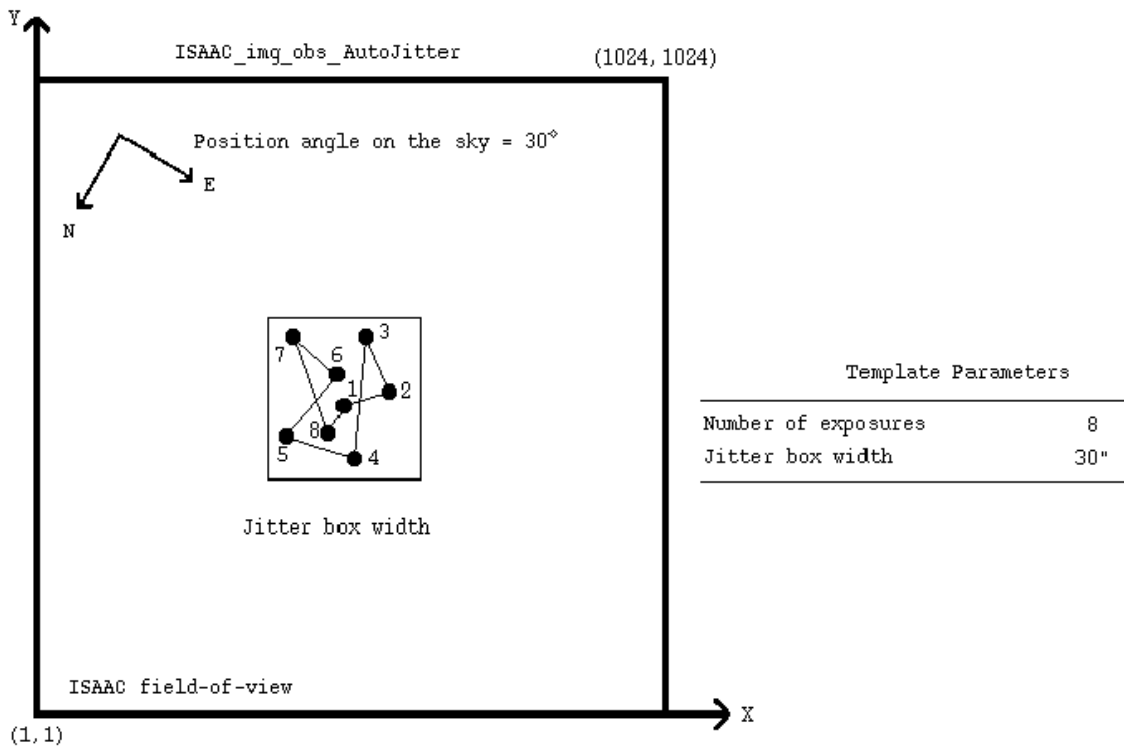 Y
ISAAC_img_obs_AutoJitter
(1024,1024)
Position angle on the sky = 30°
E
N
3
7
6
1
2
8
5
4
Jitter box width
Template Parameters
Number of exposures 8
Jitter box width 30"
ISAAC field-of-view
X
(1,1)